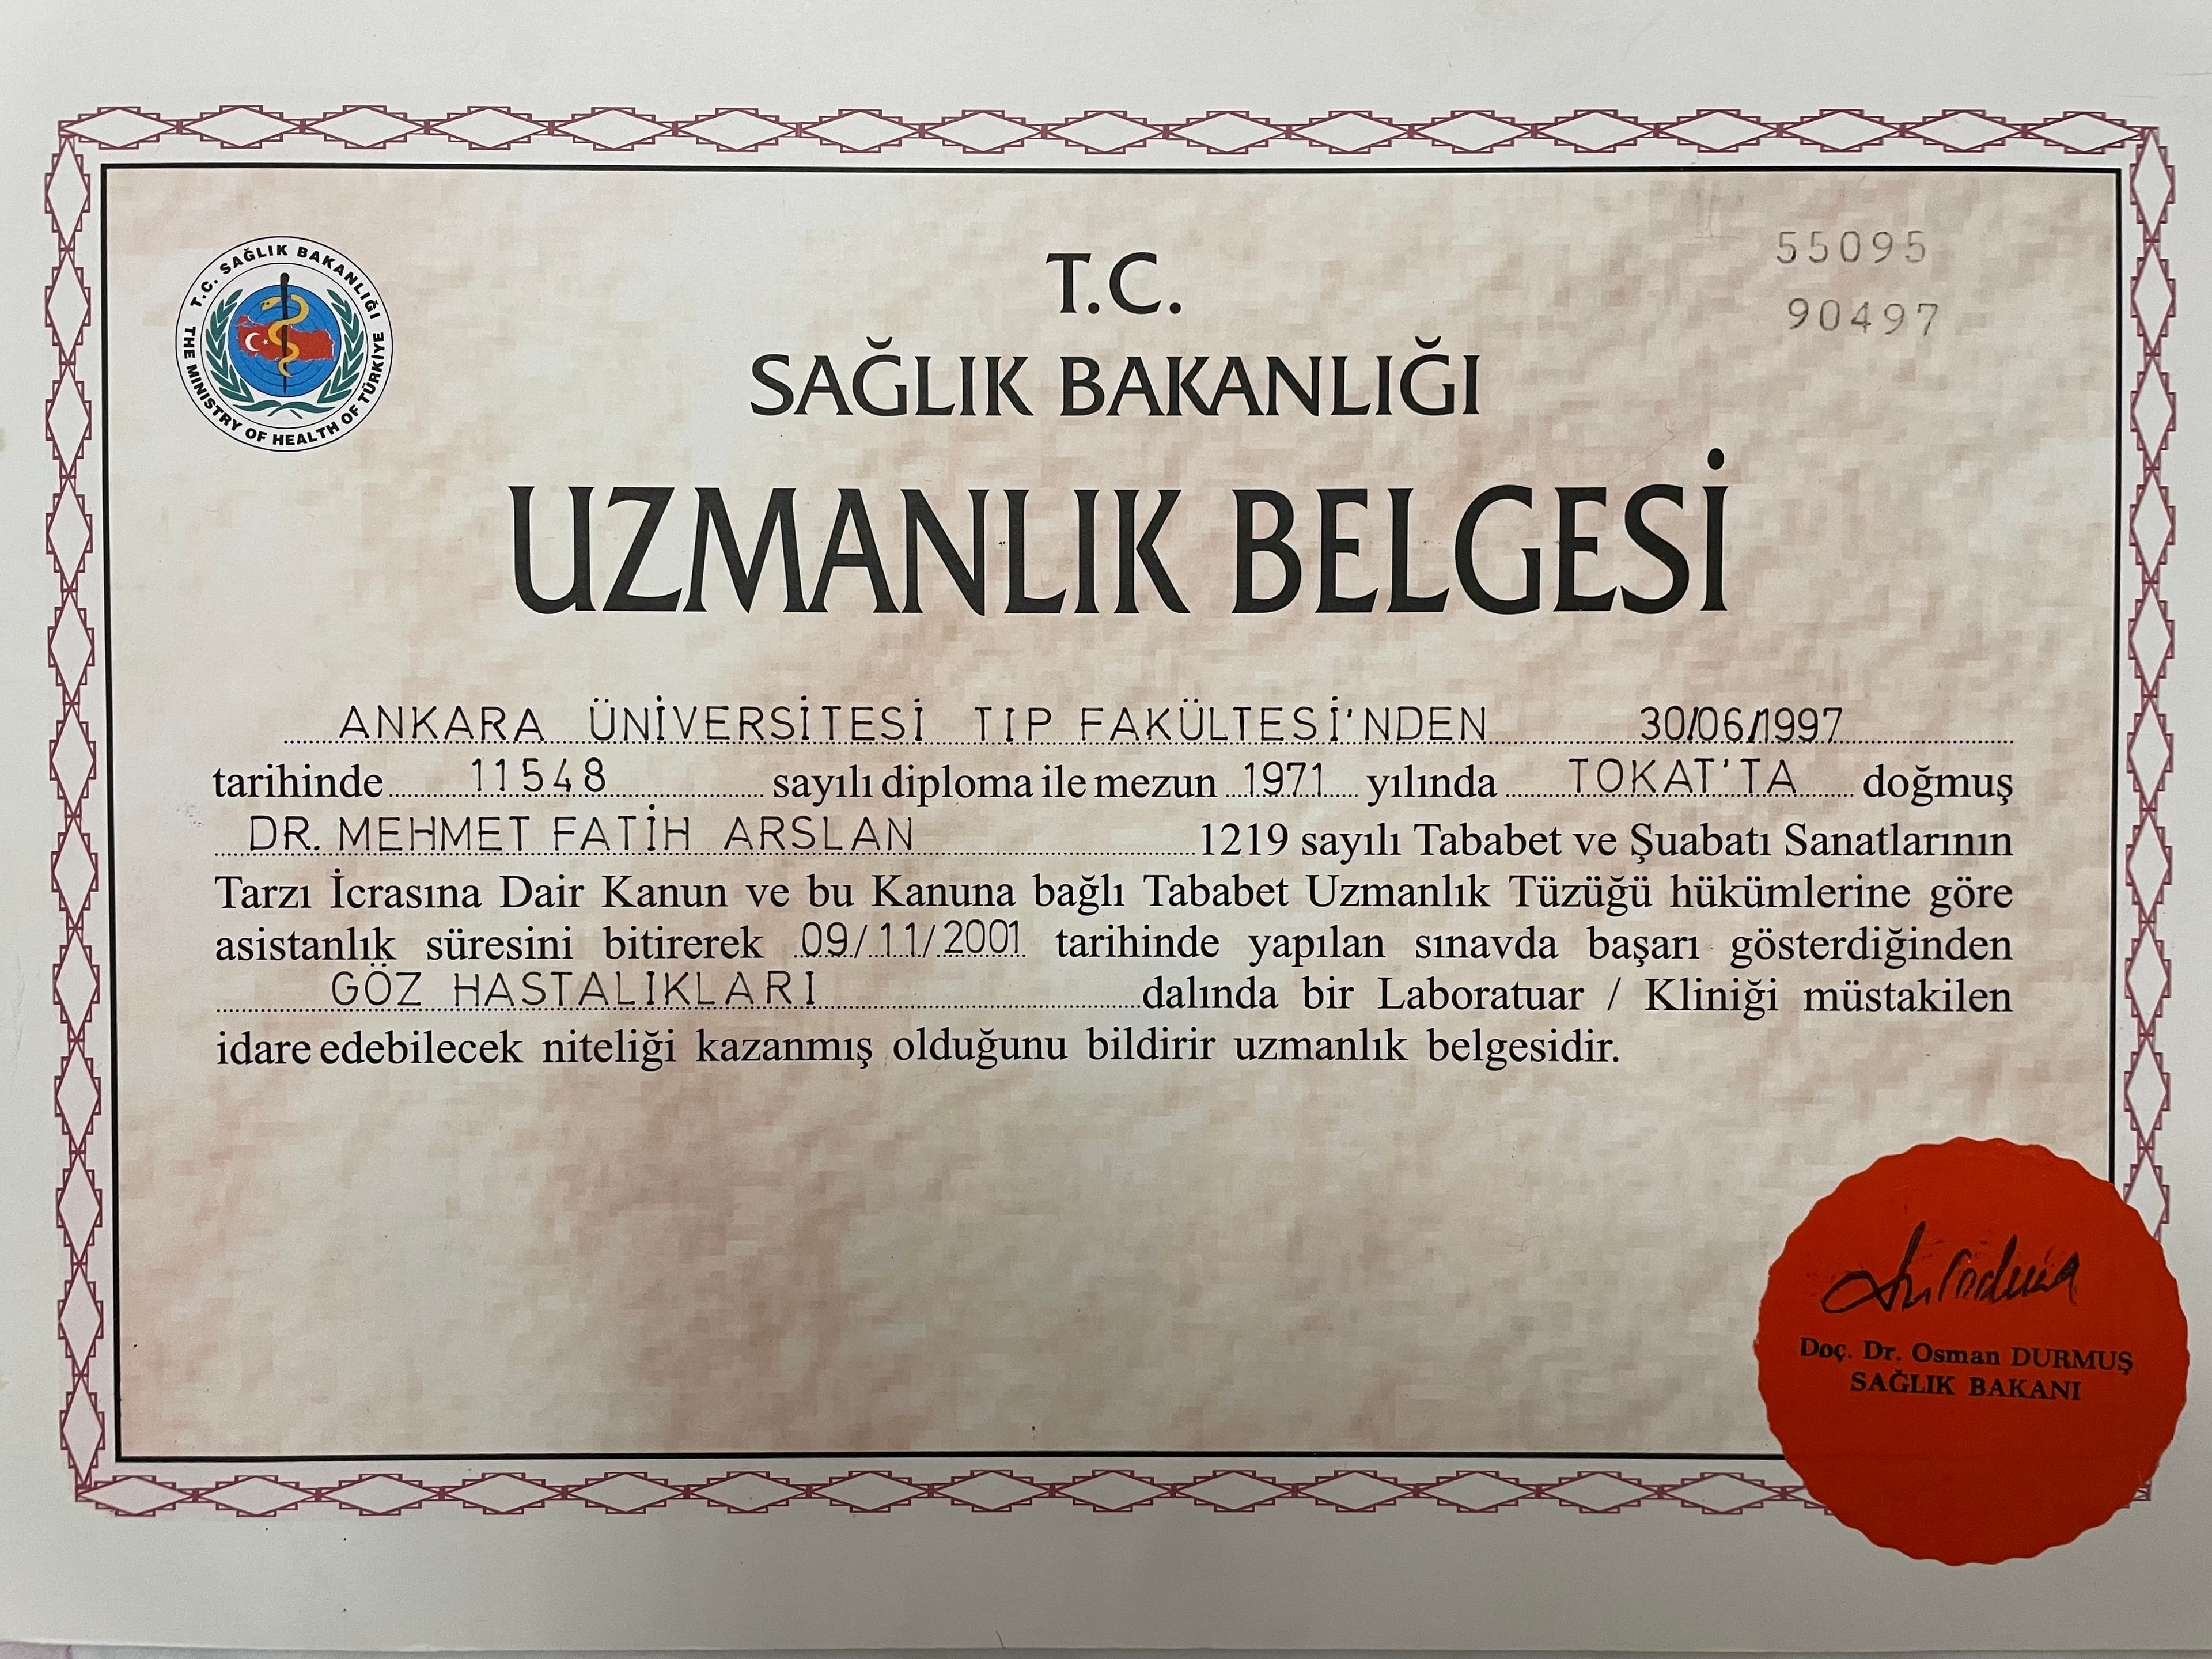 T.C. SAĞLIK BAKANLIĞI
THE MINISTRY OF HEALTH OF TÜRKİYE
55095
90497
T.C.
SAĞLIK BAKANLIĞI
UZMANLIK BELGESİ
ANKARA ÜNİVERSİTESİ TIP FAKÜLTESİ'NDEN 30/06/1997
tarihinde 11548 sayılı diploma ile mezun 1971 yılında TOKAT'TA doğmuş
DR. MEHMET FATİH ARSLAN 1219 sayılı Tababet ve Şuabatı Sanatlarının
Tarzı İcrasına Dair Kanun ve bu Kanuna bağlı Tababet Uzmanlık Tüzüğü hükümlerine göre
asistanlık süresini bitirerek 09/11/2001 tarihinde yapılan sınavda başarı gösterdiğinden
GÖZ HASTALIKLARI dalında bir Laboratuar / Kliniği müstakilen
idare edebilecek niteliği kazanmış olduğunu bildirir uzmanlık belgesidir.
Doç. Dr. Osman DURMUŞ
SAĞLIK BAKANI